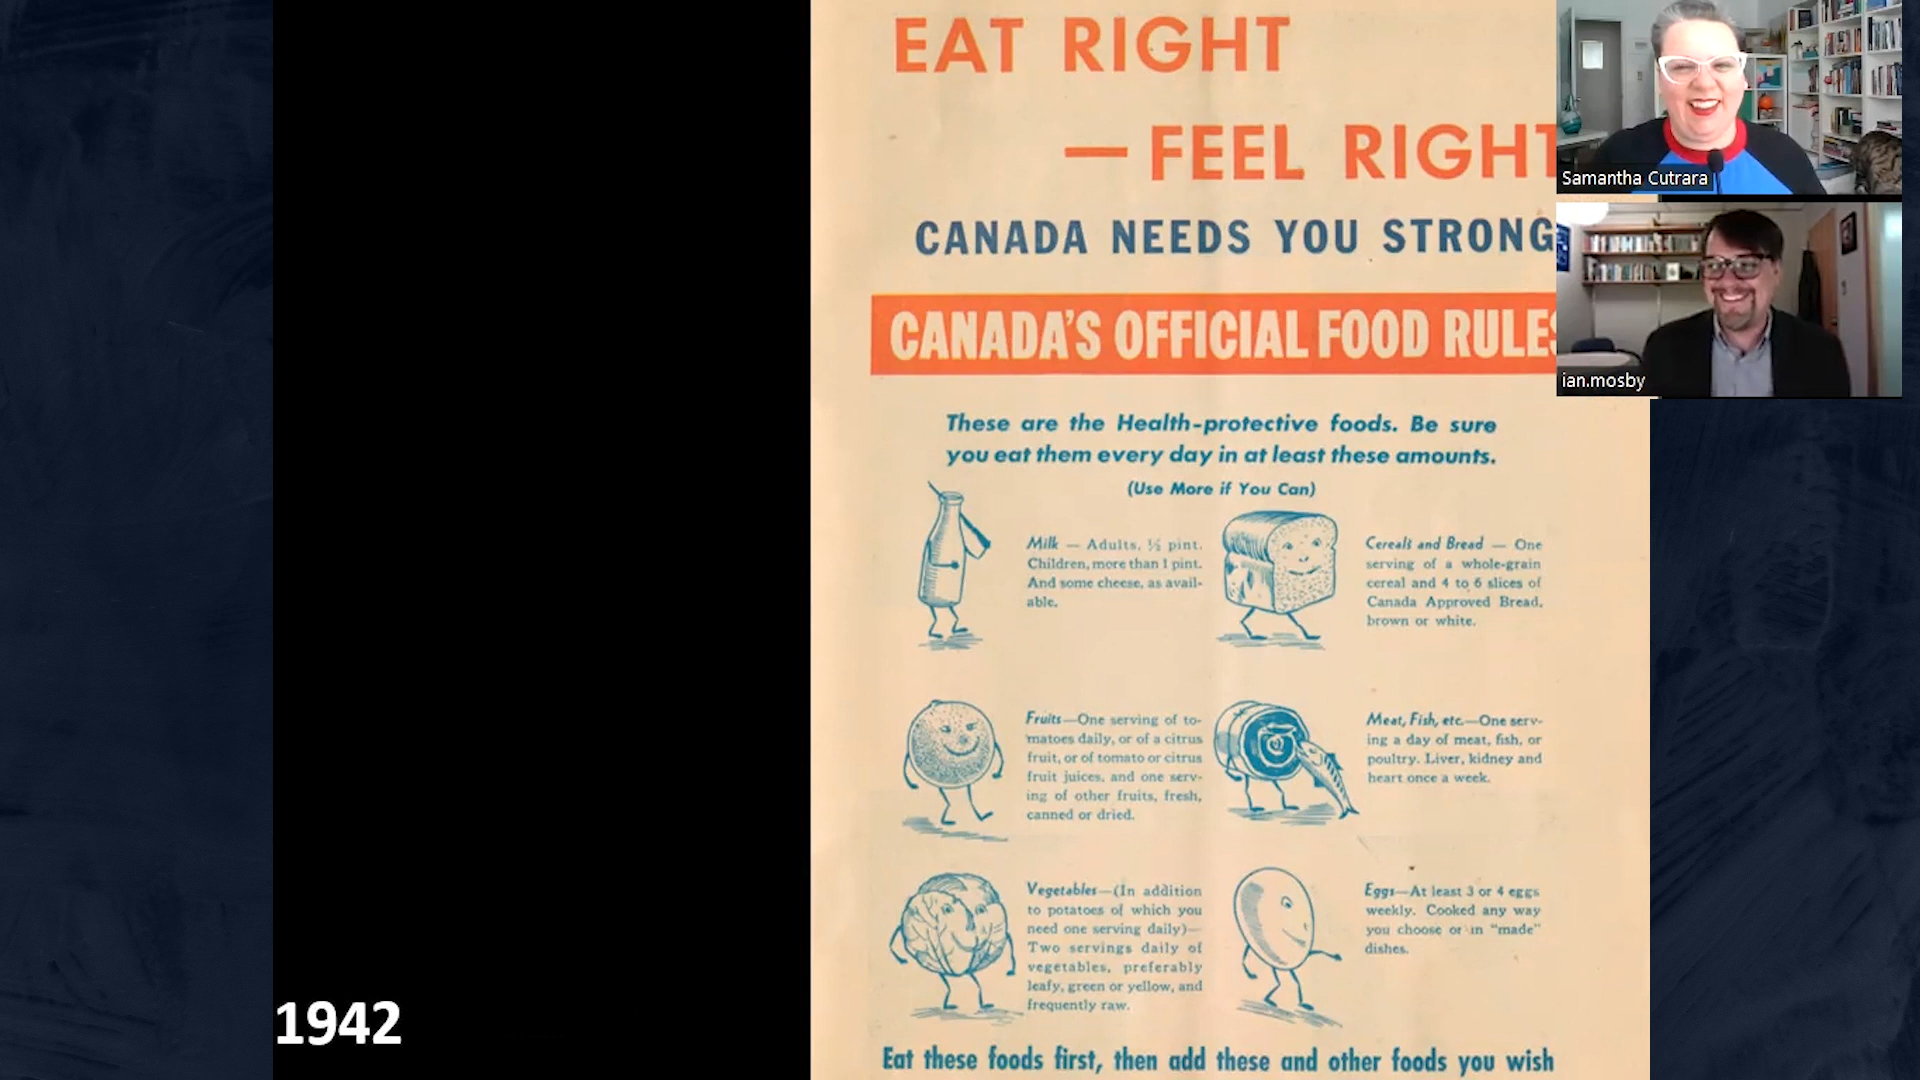 EAT RIGHT
— FEEL RIGHT
CANADA NEEDS YOU STRONG
CANADA'S OFFICIAL FOOD RULES
These are the Health-protective foods. Be sure
you eat them every day in at least these amounts.
(Use More if You Can)
Milk — Adults, ½ pint.
Children, more than 1 pint.
And some cheese, as avail-
able.
Cereals and Bread — One
serving of a whole-grain
cereal and 4 to 6 slices of
Canada Approved Bread,
brown or white.
Fruits—One serving of to-
matoes daily, or of a citrus
fruit, or of tomato or citrus
fruit juices, and one serv-
ing of other fruits, fresh,
canned or dried.
Meat, Fish, etc.—One serv-
ing a day of meat, fish, or
poultry. Liver, kidney and
heart once a week.
Vegetables—(In addition
to potatoes of which you
need one serving daily)—
Two servings daily of
vegetables, preferably
leafy, green or yellow, and
frequently raw.
Eggs—At least 3 or 4 eggs
weekly. Cooked any way
you choose or in "made"
dishes.
Eat these foods first, then add these and other foods you wish
1942
Samantha Cutrara
ian.mosby